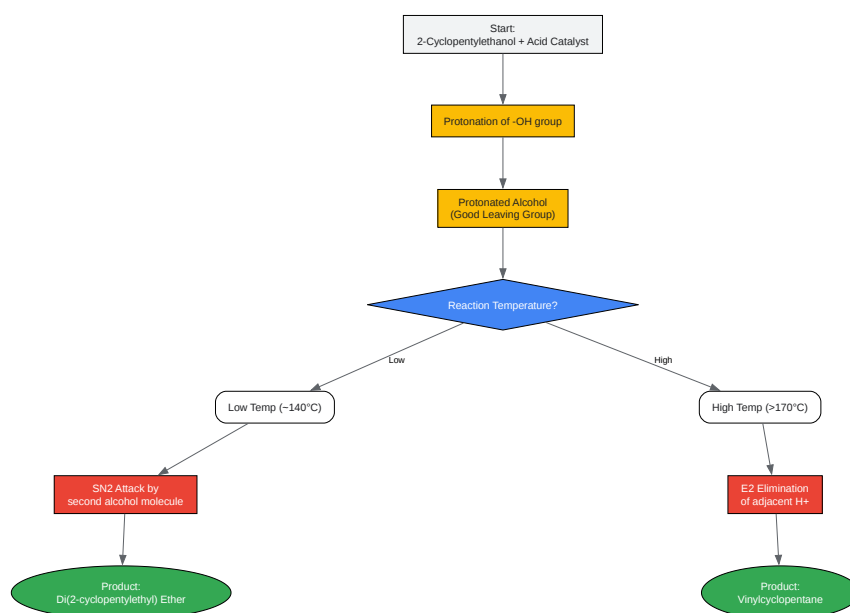 Start:
2-Cyclopentylethanol + Acid Catalyst
Protonation of -OH group
Protonated Alcohol
(Good Leaving Group)
Reaction Temperature?
Low
High
Low Temp (~140°C)
High Temp (>170°C)
SN2 Attack by
second alcohol molecule
E2 Elimination
of adjacent H+
Product:
Di(2-cyclopentylethyl) Ether
Product:
Vinylcyclopentane